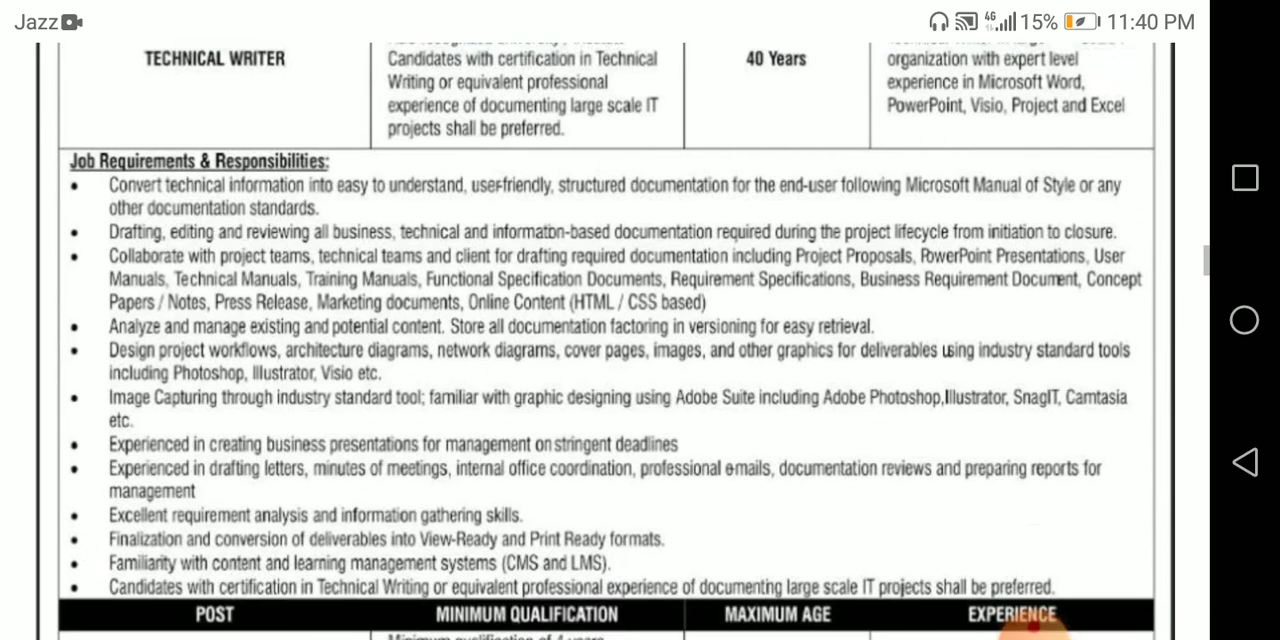 Jazz 4G 15% 11:40 PM
TECHNICAL WRITER
Candidates with certification in Technical
Writing or equivalent professional
experience of documenting large scale IT
projects shall be preferred.
40 Years
organization with expert level
experience in Microsoft Word,
PowerPoint, Visio, Project and Excel
Job Requirements & Responsibilities:
• Convert technical information into easy to understand, user-friendly, structured documentation for the end-user following Microsoft Manual of Style or any
other documentation standards.
• Drafting, editing and reviewing all business, technical and information-based documentation required during the project lifecycle from initiation to closure.
• Collaborate with project teams, technical teams and client for drafting required documentation including Project Proposals, PowerPoint Presentations, User
Manuals, Technical Manuals, Training Manuals, Functional Specification Documents, Requirement Specifications, Business Requirement Document, Concept
Papers / Notes, Press Release, Marketing documents, Online Content (HTML / CSS based)
• Analyze and manage existing and potential content. Store all documentation factoring in versioning for easy retrieval.
• Design project workflows, architecture diagrams, network diagrams, cover pages, images, and other graphics for deliverables using industry standard tools
including Photoshop, Illustrator, Visio etc.
• Image Capturing through industry standard tool; familiar with graphic designing using Adobe Suite including Adobe Photoshop,Illustrator, SnagIT, Camtasia
etc.
• Experienced in creating business presentations for management on stringent deadlines
• Experienced in drafting letters, minutes of meetings, internal office coordination, professional e-mails, documentation reviews and preparing reports for
management
• Excellent requirement analysis and information gathering skills.
• Finalization and conversion of deliverables into View-Ready and Print Ready formats.
• Familiarity with content and learning management systems (CMS and LMS).
• Candidates with certification in Technical Writing or equivalent professional experience of documenting large scale IT projects shall be preferred.
POST MINIMUM QUALIFICATION MAXIMUM AGE EXPERIENCE
Minimum qualification of 4 years